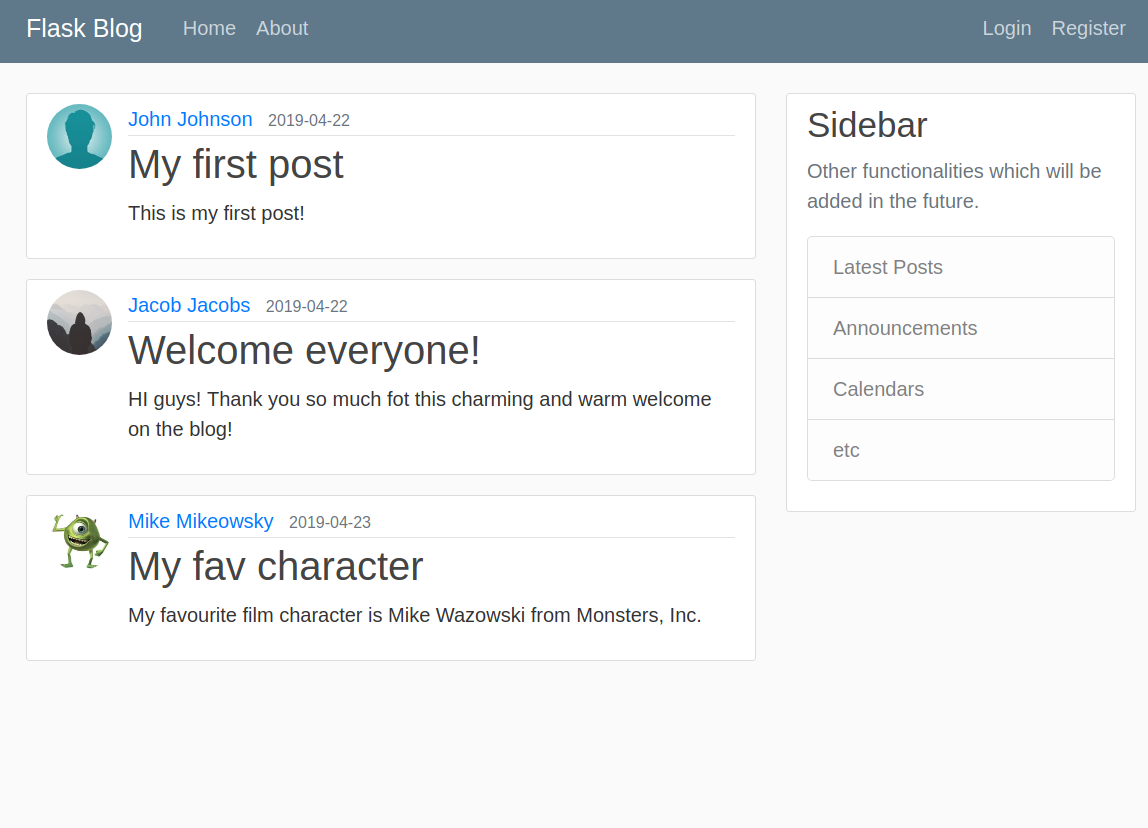 Flask Blog Home About Login Register
John Johnson 2019-04-22
My first post
This is my first post!
Jacob Jacobs 2019-04-22
Welcome everyone!
HI guys! Thank you so much fot this charming and warm welcome
on the blog!
Mike Mikeowsky 2019-04-23
My fav character
My favourite film character is Mike Wazowski from Monsters, Inc.
Sidebar
Other functionalities which will be
added in the future.
Latest Posts
Announcements
Calendars
etc